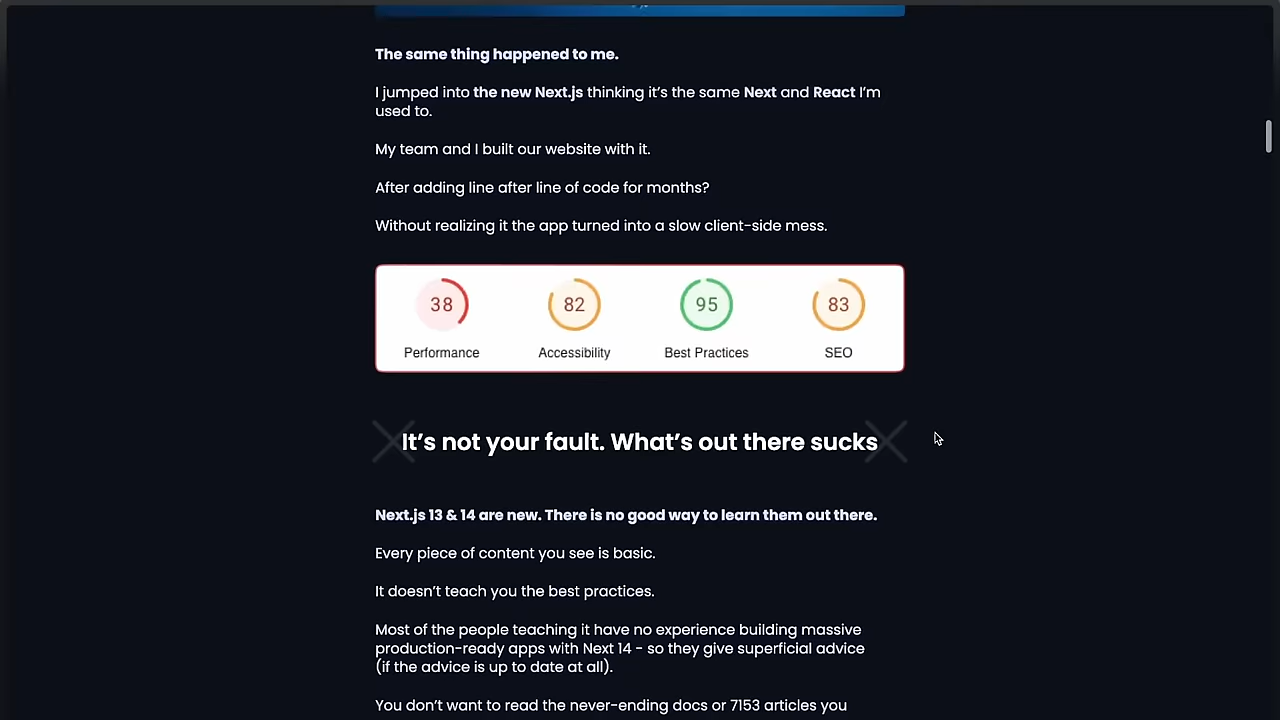 The same thing happened to me.
I jumped into the new Next.js thinking it’s the same Next and React I’m
used to.
My team and I built our website with it.
After adding line after line of code for months?
Without realizing it the app turned into a slow client-side mess.
38 82 95 83
Performance Accessibility Best Practices SEO
It’s not your fault. What’s out there sucks
Next.js 13 & 14 are new. There is no good way to learn them out there.
Every piece of content you see is basic.
It doesn’t teach you the best practices.
Most of the people teaching it have no experience building massive
production-ready apps with Next 14 - so they give superficial advice
(if the advice is up to date at all).
You don’t want to read the never-ending docs or 7153 articles you